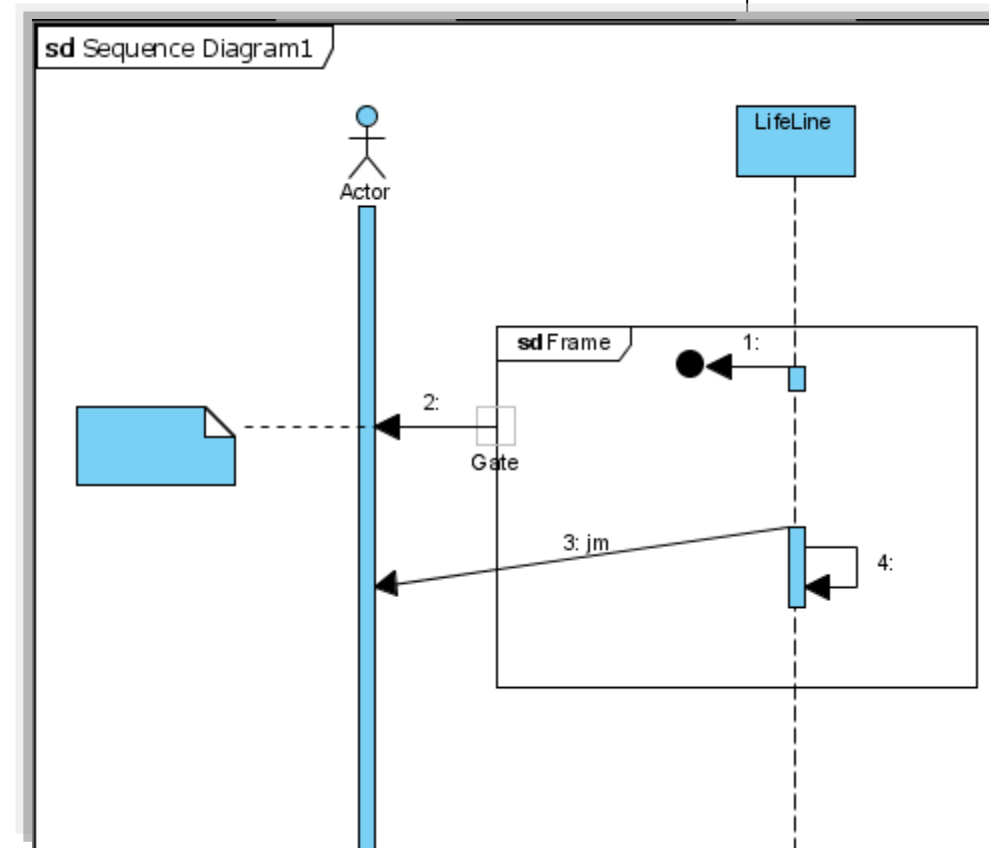 sd Sequence Diagram1
Actor
LifeLine
sd Frame
1:
2:
Gate
3: jm
4: